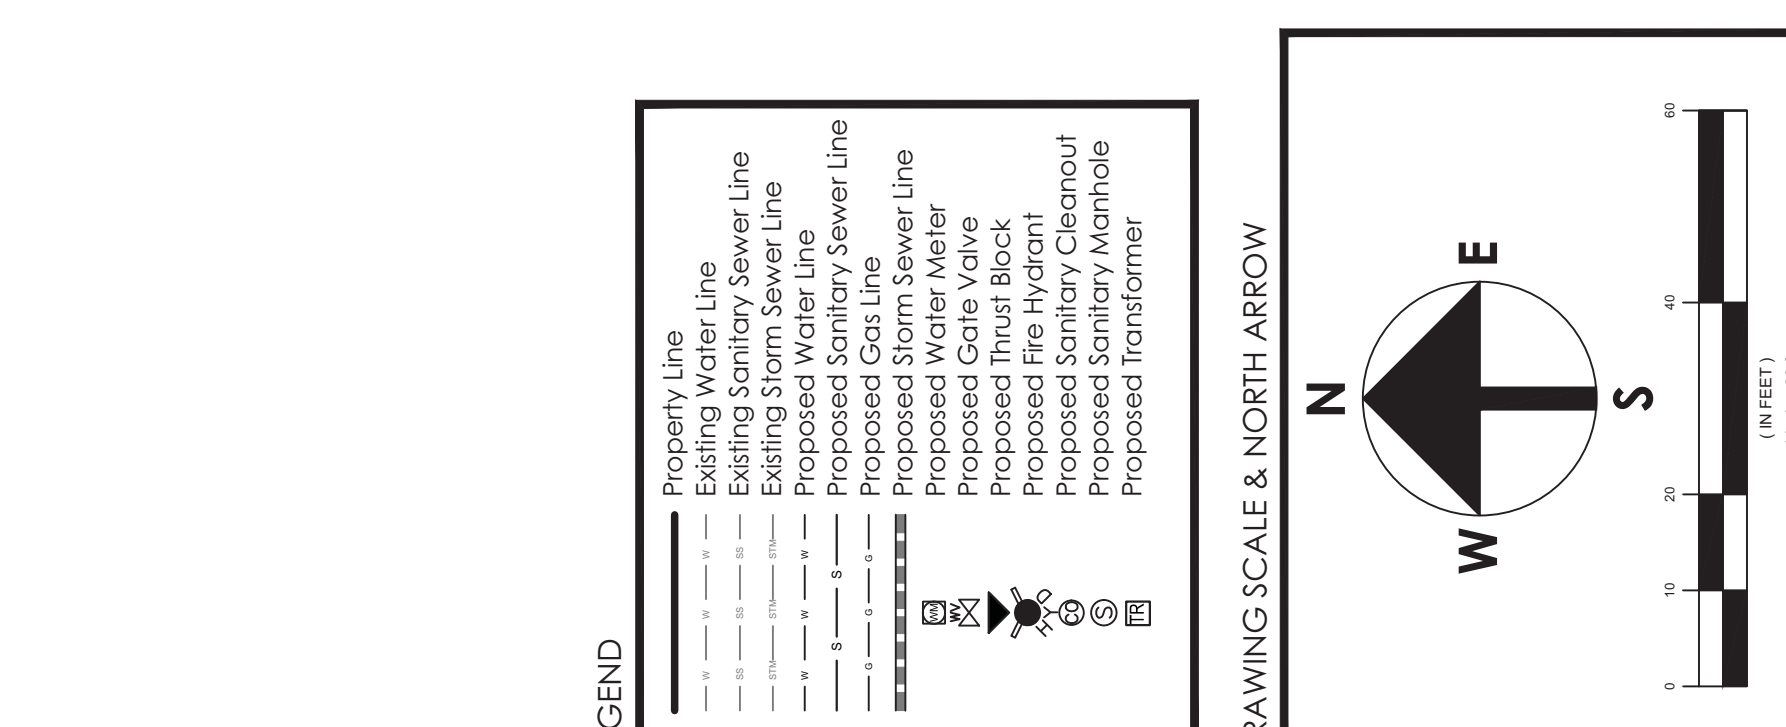 GEND
Property Line
W W W Existing Water Line
SS SS SS Existing Sanitary Sewer Line
STM STM STM Existing Storm Sewer Line
W W W Proposed Water Line
S S Proposed Sanitary Sewer Line
G G G Proposed Gas Line
Proposed Storm Sewer Line
WM Proposed Water Meter
WV Proposed Gate Valve
Proposed Thrust Block
HYD Proposed Fire Hydrant
CO Proposed Sanitary Cleanout
S Proposed Sanitary Manhole
TR Proposed Transformer
RAWING SCALE & NORTH ARROW
N
W E
S
0 10 20 40 60
( IN FEET )